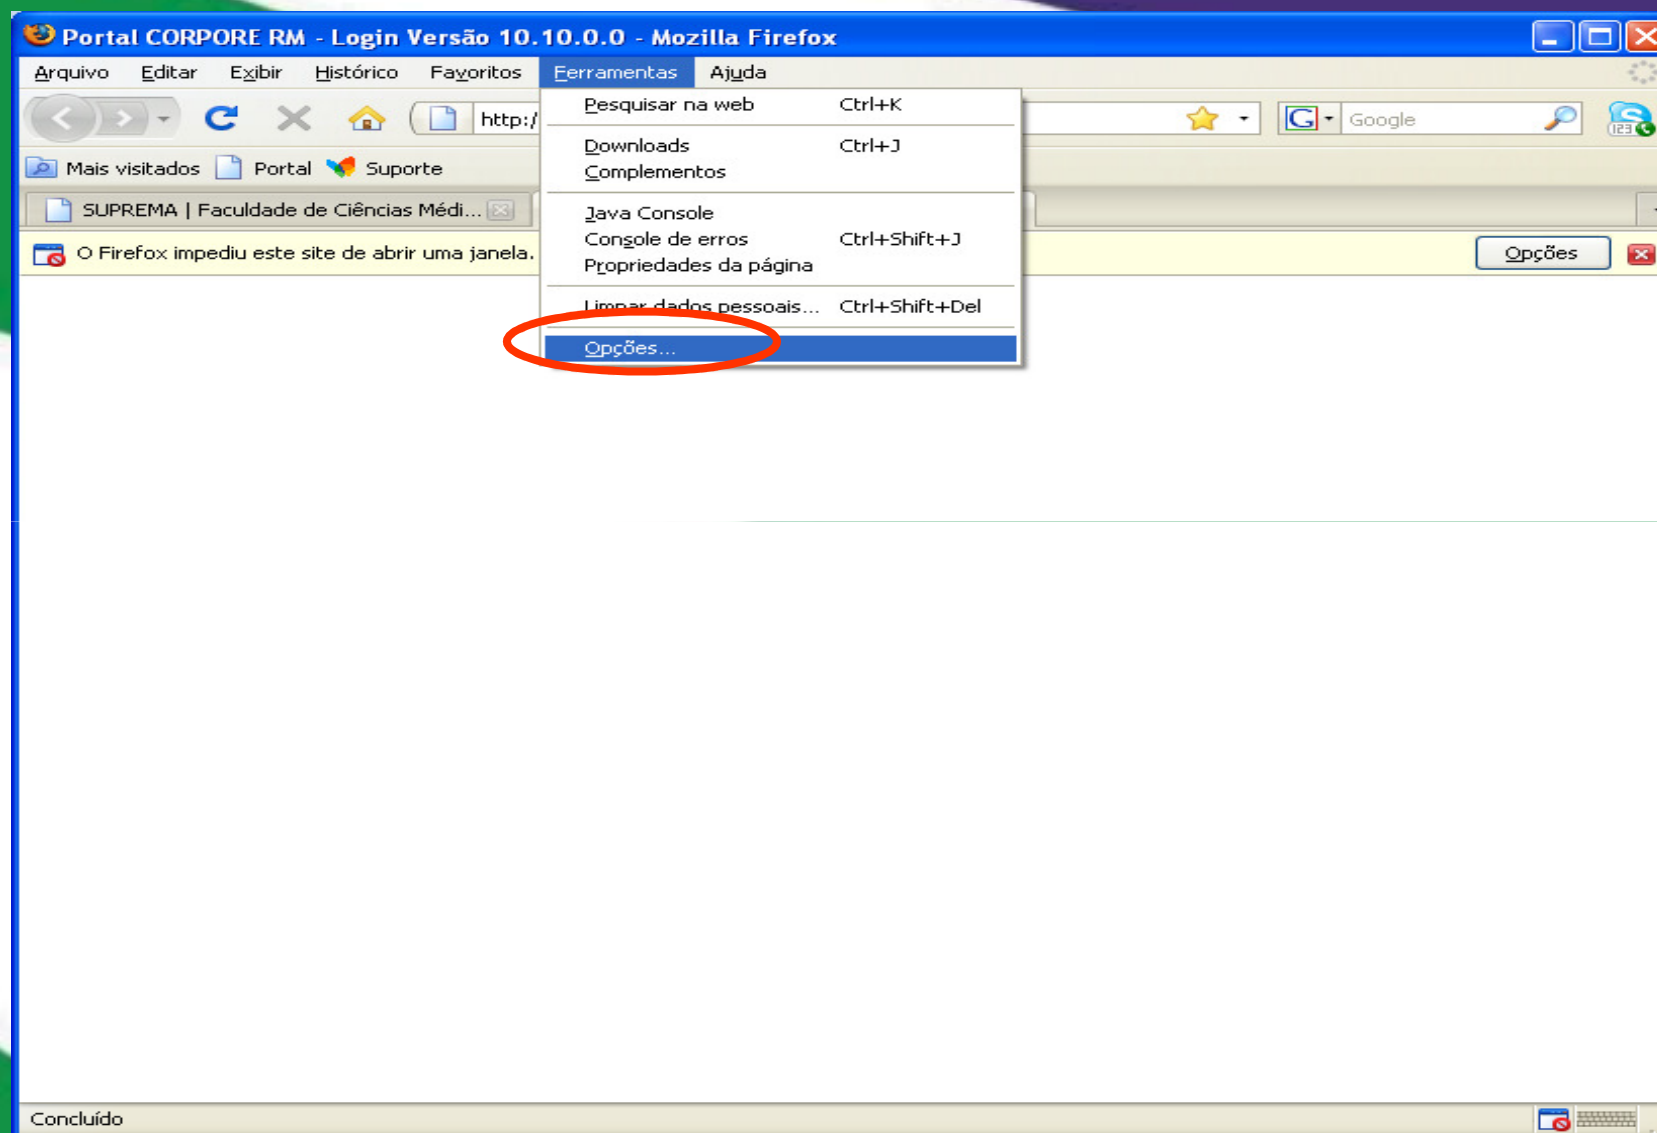 Portal CORPORE RM - Login Versão 10.10.0.0 - Mozilla Firefox
Arquivo Editar Exibir Histórico Favoritos Ferramentas Ajuda
http:/ Google
Mais visitados Portal Suporte
SUPREMA | Faculdade de Ciências Médi...
O Firefox impediu este site de abrir uma janela. Opções
Pesquisar na web Ctrl+K
Downloads Ctrl+J
Complementos
Java Console
Console de erros Ctrl+Shift+J
Propriedades da página
Limpar dados pessoais... Ctrl+Shift+Del
Opções...
Concluído